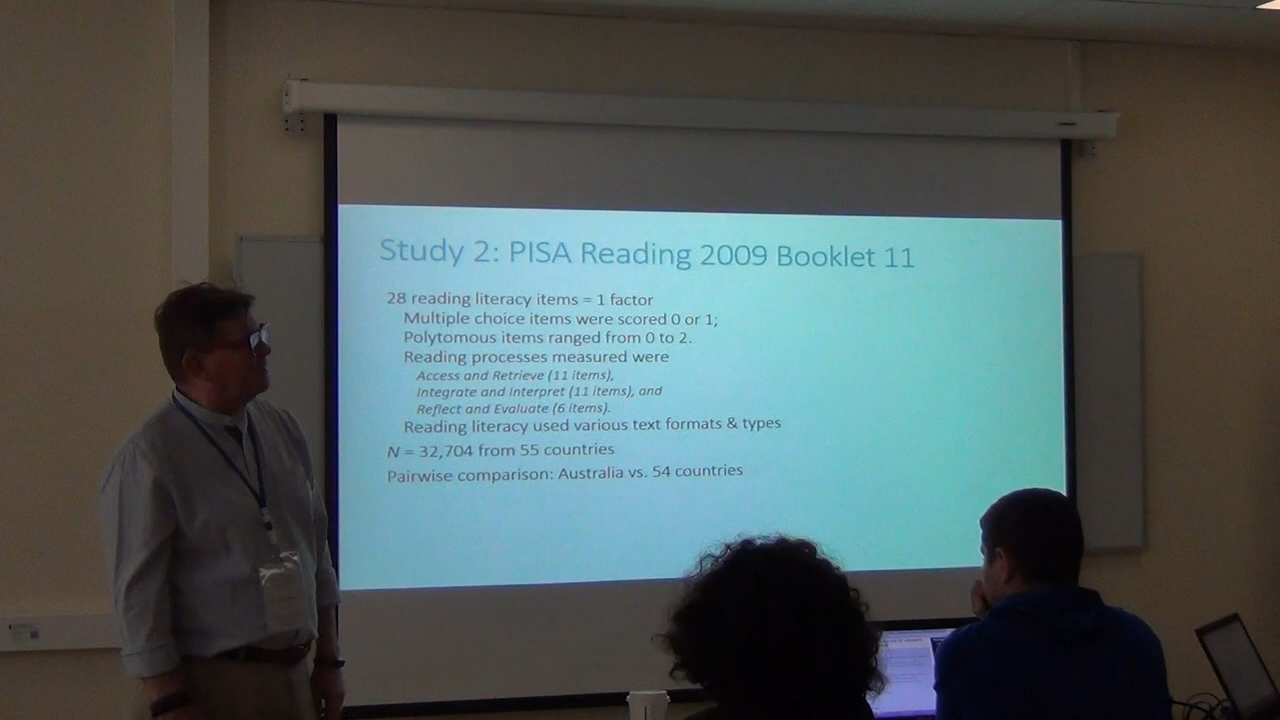 Study 2: PISA Reading 2009 Booklet 11
28 reading literacy items = 1 factor
Multiple choice items were scored 0 or 1;
Polytomous items ranged from 0 to 2.
Reading processes measured were
Access and Retrieve (11 items),
Integrate and Interpret (11 items), and
Reflect and Evaluate (6 items).
Reading literacy used various text formats & types
N = 32,704 from 55 countries
Pairwise comparison: Australia vs. 54 countries